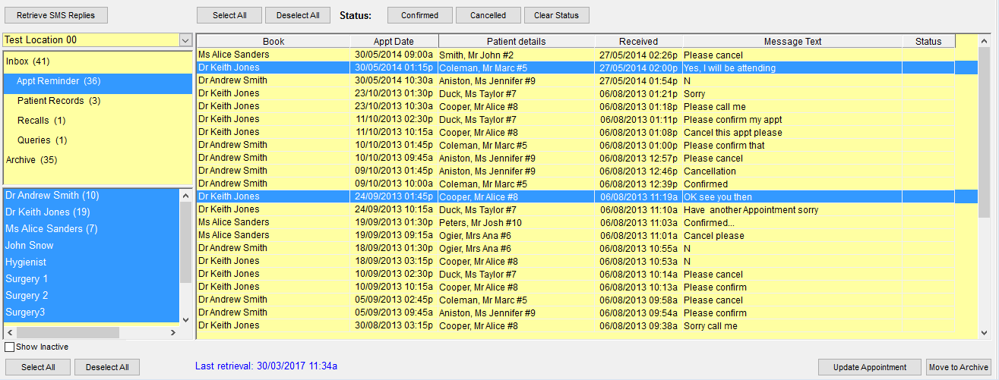 Retrieve SMS Replies Select All Deselect All Status: Confirmed Cancelled Clear Status
Test Location 00
Inbox (41)
Appt Reminder (36)
Patient Records (3)
Recalls (1)
Queries (1)
Archive (35)
Dr Andrew Smith (10)
Dr Keith Jones (19)
Ms Alice Sanders (7)
John Snow
Hygienist
Surgery 1
Surgery 2
Surgery3
Show Inactive
Select All Deselect All
Book Appt Date Patient details Received Message Text Status
Ms Alice Sanders 30/05/2014 09:00a Smith, Mr John #2 27/05/2014 02:26p Please cancel
Dr Keith Jones 30/05/2014 01:15p Coleman, Mr Marc #5 27/05/2014 02:00p Yes, I will be attending
Dr Andrew Smith 30/05/2014 10:30a Aniston, Ms Jennifer #9 27/05/2014 01:54p N
Dr Keith Jones 23/10/2013 01:30p Duck, Ms Taylor #7 06/08/2013 01:21p Sorry
Dr Keith Jones 23/10/2013 10:30a Cooper, Mr Alice #8 06/08/2013 01:18p Please call me
Dr Keith Jones 11/10/2013 02:30p Duck, Ms Taylor #7 06/08/2013 01:11p Please confirm my appt
Dr Keith Jones 11/10/2013 10:15a Cooper, Mr Alice #8 06/08/2013 01:08p Cancel this appt please
Dr Andrew Smith 10/10/2013 01:45p Coleman, Mr Marc #5 06/08/2013 01:00p Please confirm that
Dr Andrew Smith 10/10/2013 09:45a Aniston, Ms Jennifer #9 06/08/2013 12:57p Please cancel
Dr Andrew Smith 09/10/2013 01:45p Aniston, Ms Jennifer #9 06/08/2013 12:46p Cancellation
Dr Andrew Smith 09/10/2013 10:00a Coleman, Mr Marc #5 06/08/2013 12:39p Confirmed
Dr Keith Jones 24/09/2013 01:45p Cooper, Mr Alice #8 06/08/2013 11:19a OK see you then
Dr Keith Jones 24/09/2013 10:15a Duck, Ms Taylor #7 06/08/2013 11:10a Have another Appointment sorry
Ms Alice Sanders 19/09/2013 01:30p Peters, Mr Josh #10 06/08/2013 11:03a Confirmed...
Ms Alice Sanders 19/09/2013 09:15a Ogier, Mrs Ana #6 06/08/2013 11:01a Cancel please
Dr Andrew Smith 18/09/2013 01:30p Ogier, Mrs Ana #6 06/08/2013 10:55a N
Dr Keith Jones 18/09/2013 03:15p Cooper, Mr Alice #8 06/08/2013 10:53a N
Dr Keith Jones 10/09/2013 02:30p Duck, Ms Taylor #7 06/08/2013 10:14a Please cancel
Dr Keith Jones 10/09/2013 10:15a Cooper, Mr Alice #8 06/08/2013 10:13a Please confirm
Dr Andrew Smith 05/09/2013 02:45p Coleman, Mr Marc #5 06/08/2013 09:58a Please cancel
Dr Andrew Smith 05/09/2013 09:45a Aniston, Ms Jennifer #9 06/08/2013 09:54a Please confirm
Dr Keith Jones 30/08/2013 03:15p Cooper, Mr Alice #8 06/08/2013 09:38a Sorry call me
Last retrieval: 30/03/2017 11:34a Update Appointment Move to Archive